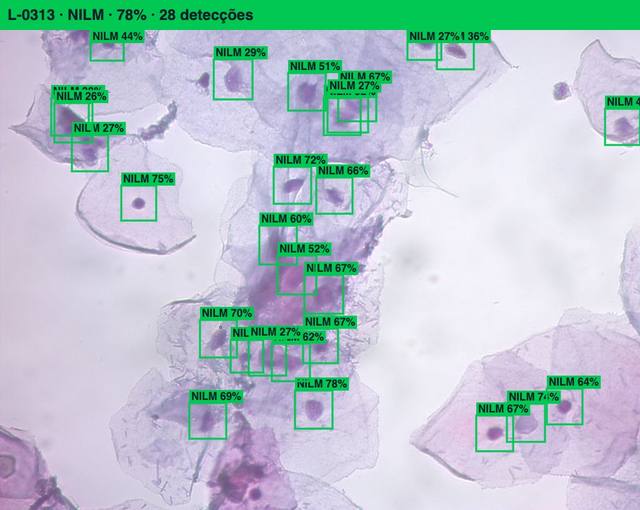 L-0313 · NILM · 78% · 28 detecções
NILM 44%
NILM 27%
36%
NILM 29%
NILM 51%
NILM 67%
NILM 27%
NILM 26%
NILM 27%
NILM 72%
NILM 66%
NILM 75%
NILM 60%
NILM 52%
NILM 67%
NILM 70%
NILM 67%
NILM 27%
62%
NILM 64%
NILM 69%
NILM 78%
NILM 67%